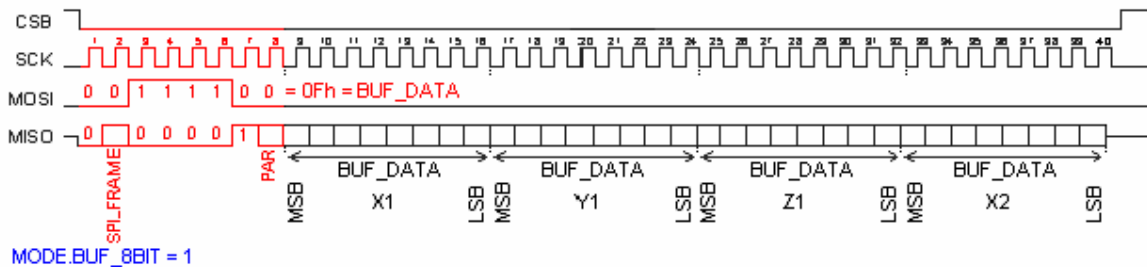 CSB
SCK 1 2 3 4 5 6 7 8 9 10 11 12 13 14 15 16 17 18 19 20 21 22 23 24 25 26 27 28 29 30 31 32 33 34 35 36 37 38 39 40
MOSI 0 0 1 1 1 1 0 0 = 0Fh = BUF_DATA
MISO 0 0 0 0 0 1
SPI_FRAME PAR MSB BUF_DATA LSB MSB BUF_DATA LSB MSB BUF_DATA LSB MSB BUF_DATA LSB
X1 Y1 Z1 X2
MODE.BUF_8BIT = 1